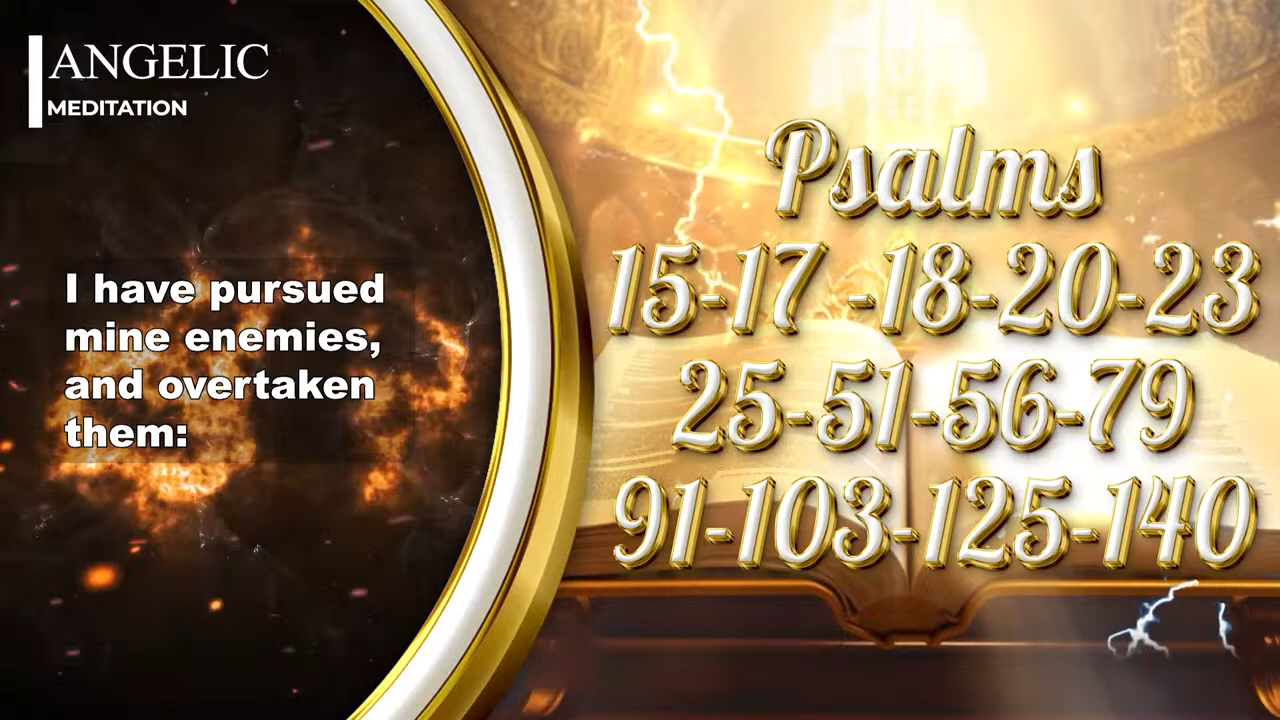 ANGELIC
MEDITATION
I have pursued
mine enemies,
and overtaken
them:
Psalms
15-17 -18-20-23
25-51-56-79
91-103-125-140